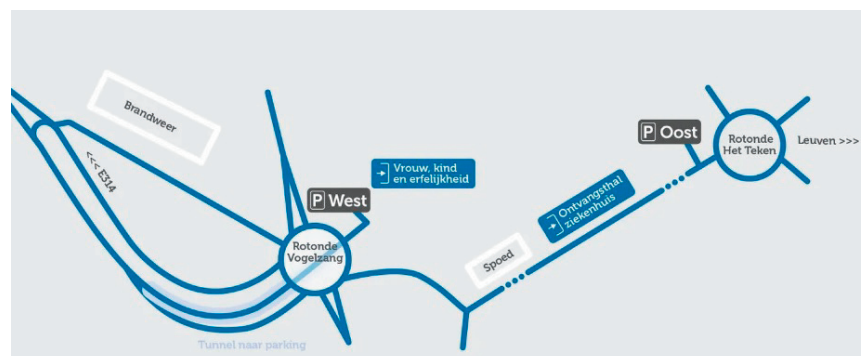 Brandweer
<<< E314
P West
Vrouw, kind
en erfelijkheid
Rotonde
Vogelzang
Tunnel naar parking
Spoed
Ontvangsthal
ziekenhuis
P Oost
Rotonde
Het Teken
Leuven >>>